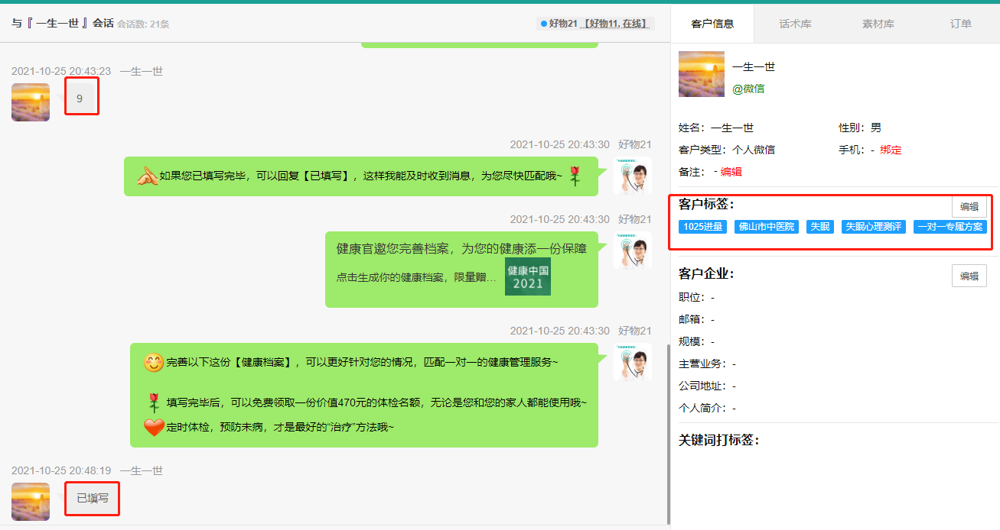 与『 一生一世 』会话 会话数: 21条
好物21 【好物11, 在线】
2021-10-25 20:43:23 一生一世
9
2021-10-25 20:43:30 好物21
如果您已填写完毕，可以回复【已填写】，这样我能及时收到消息，为您尽快匹配哦~
2021-10-25 20:43:30 好物21
健康官邀您完善档案，为您的健康添一份保障
点击生成你的健康档案，限量赠...
健康中国
2021
2021-10-25 20:43:30 好物21
完善以下这份【健康档案】，可以更好针对您的情况，匹配一对一的健康管理服务~
填写完毕后，可以免费领取一份价值470元的体检名额，无论是您和您的家人都能使用哦~
定时体检，预防未病，才是最好的“治疗”方法哦~
2021-10-25 20:48:19 一生一世
已填写
客户信息 话术库 素材库 订单
一生一世
@微信
姓名：一生一世 性别：男
客户类型：个人微信 手机：- 绑定
备注： - 编辑
客户标签： 编辑
1025进星 佛山市中医院 失眠 失眠心理测评 一对一专属方案
客户企业： 编辑
职位：-
邮箱：-
规模：-
主营业务：-
公司地址：-
个人简介：-
关键词打标签：